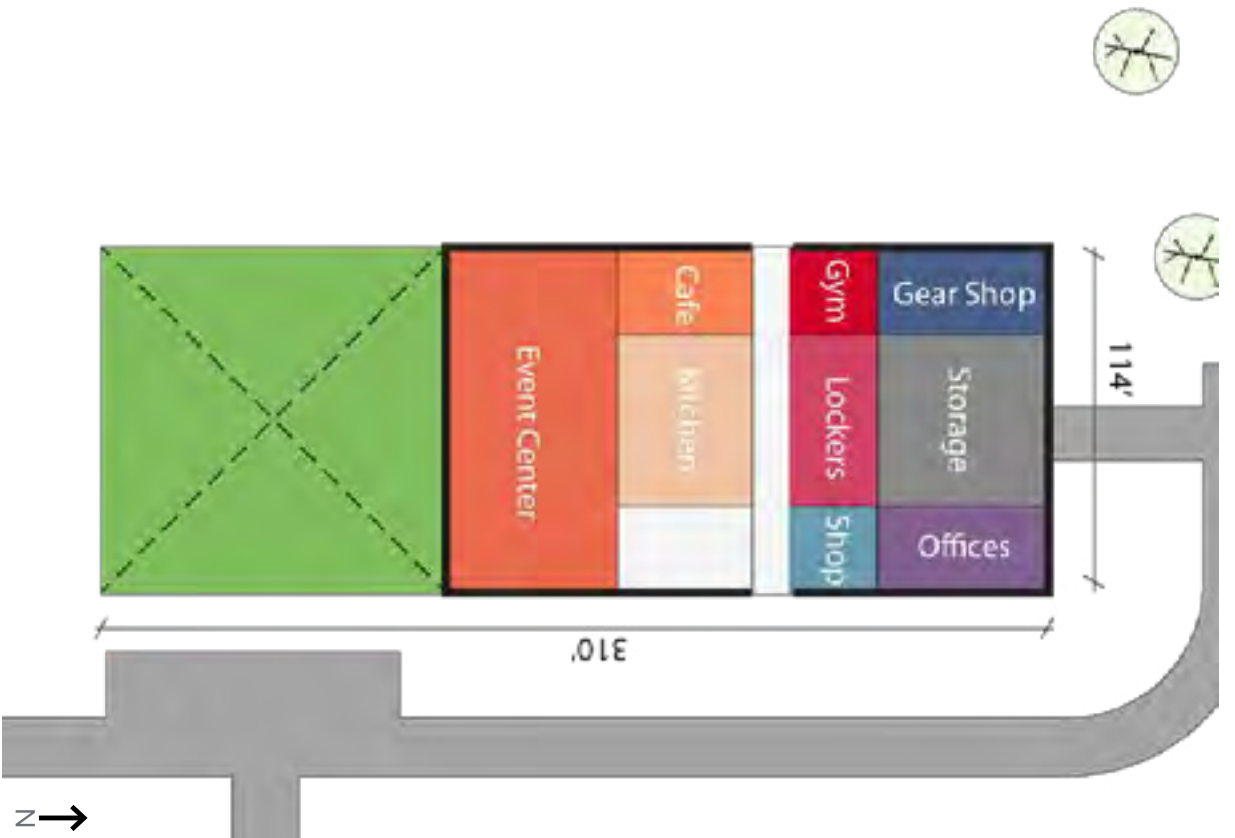 Gym
Gear Shop
Cafe
114'
Event Center
Kitchen
Lockers
Storage
Shop
Offices
310'
N